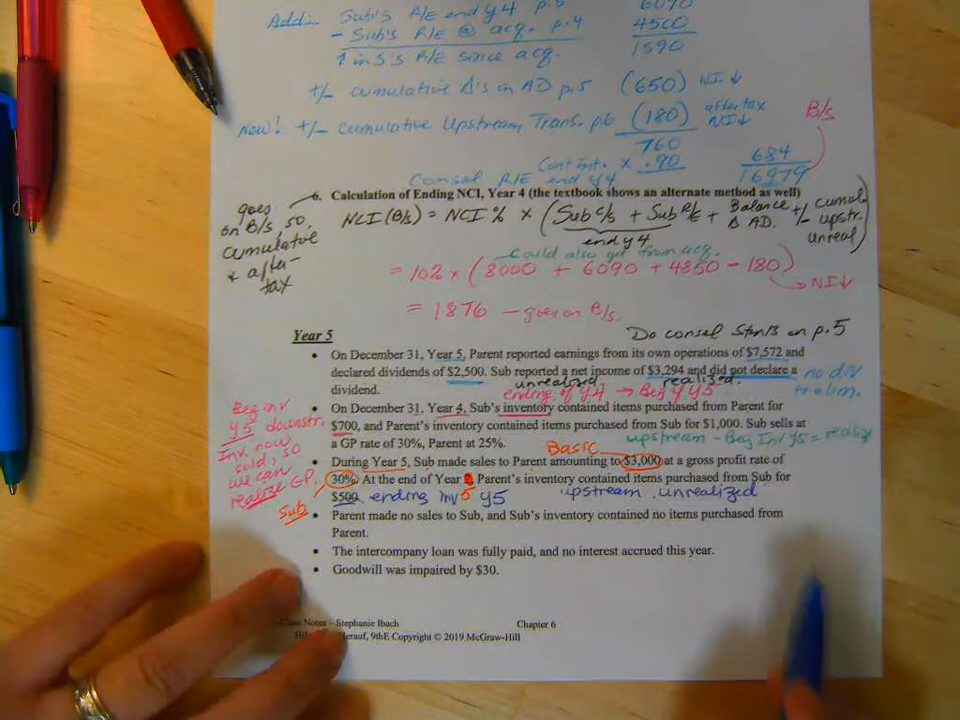 Add: Sub's R/E end y4 p.5 6090
- Sub's R/E @ acq. p.4 4500
↑ in S's R/E since acq. 1590
+/- cumulative Δ's in AD p.5 (650) NI↓
Now! +/- cumulative Upstream Trans. p.6 (180) after tax NI↓
B/S
760
Cont Int. x .90 684
Consol R/E end y4 16979
6. Calculation of Ending NCI, Year 4 (the textbook shows an alternate method as well)
goes on B/S, so, cumulative & after-tax
NCI (B/S) = NCI% x (Sub C/S + Sub R/E + Balance Δ AD. +/- cumul. upstr. unreal)
end y4
Could also get from acq.
= 10% x (8000 + 6090 + 4850 - 180)
→ NI↓
= 1876 - goes on B/S.
Year 5
Do consol Stmts on p.5
• On December 31, Year 5, Parent reported earnings from its own operations of $7,572 and
declared dividends of $2,500. Sub reported a net income of $3,294 and did not declare a
dividend.
no div to elim.
unrealized realized.
ending of y4 → Beg y y5
• On December 31, Year 4, Sub's inventory contained items purchased from Parent for
$700, and Parent's inventory contained items purchased from Sub for $1,000. Sub sells at
a GP rate of 30%, Parent at 25%.
Beg inv y5 downstr. Inv. now sold, so we can realize GP.
Basic upstream - Beg Inv y5 = realize
• During Year 5, Sub made sales to Parent amounting to $3,000 at a gross profit rate of
30%. At the end of Year 5 Parent's inventory contained items purchased from Sub for
$500. ending inv y5 upstream. unrealized
Sub
• Parent made no sales to Sub, and Sub's inventory contained no items purchased from
Parent.
• The intercompany loan was fully paid, and no interest accrued this year.
• Goodwill was impaired by $30.
Notes – Stephanie Ibach Chapter 6
Herauf, 9thE Copyright © 2019 McGraw-Hill